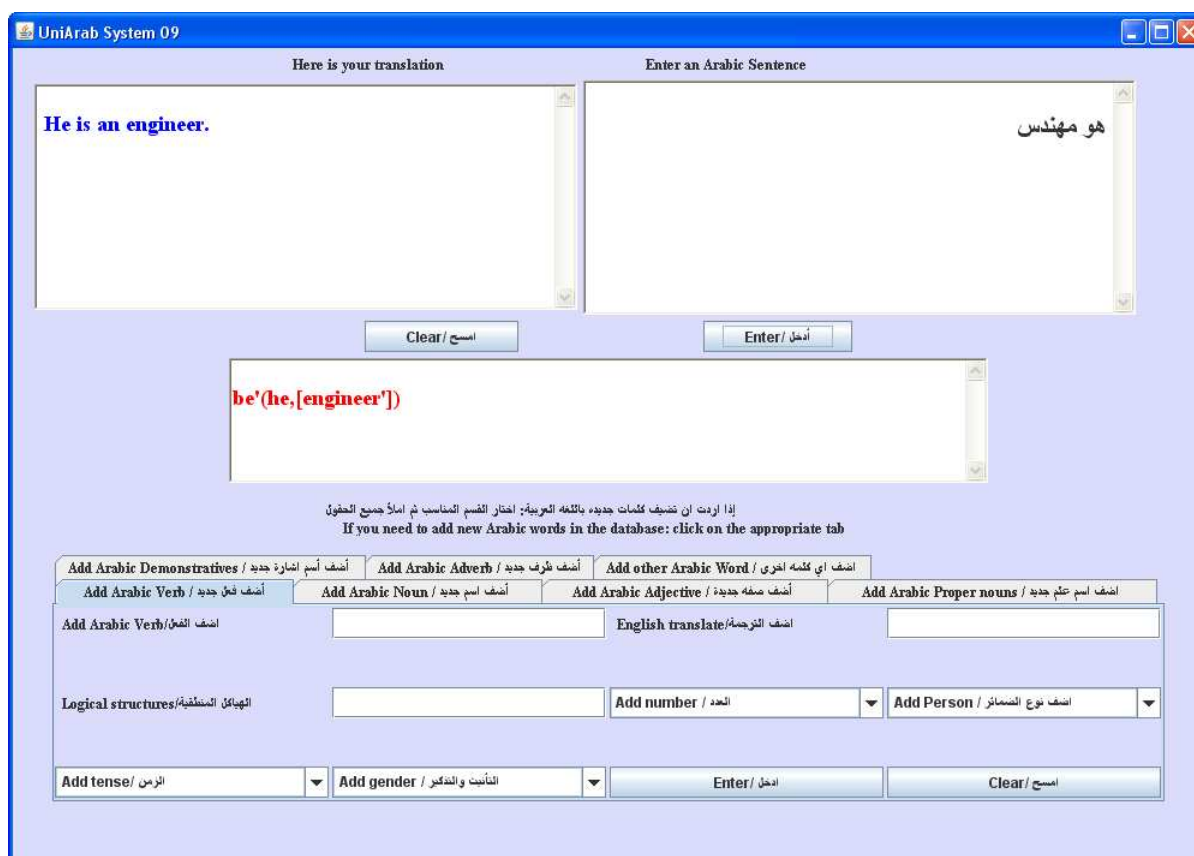 UniArab System 09
Here is your translation
Enter an Arabic Sentence
He is an engineer.
هو مهندس
Clear/ امسح
Enter/ أدخل
be'(he,[engineer'])
إذا اردت ان تضيف كلمات جديده باللغه العربية: اختار القسم المناسب ثم املأ جميع الحقول
If you need to add new Arabic words in the database: click on the appropriate tab
Add Arabic Demonstratives / أضف أسم اشارة جديد
Add Arabic Adverb / أضف ظرف جديد
Add other Arabic Word / اضف اي كلمه اخرى
Add Arabic Verb / أضف فعل جديد
Add Arabic Noun / أضف اسم جديد
Add Arabic Adjective / أضف صفه جديدة
Add Arabic Proper nouns / اضف اسم علم جديد
Add Arabic Verb/اضف الفعل
English translate/اضف الترجمة
Logical structures/الهياكل المنطقية
Add number / العدد
Add Person / اضف نوع الضمائر
Add tense/ الزمن
Add gender / التأنيث والتذكير
Enter/ ادخل
Clear/ امسح